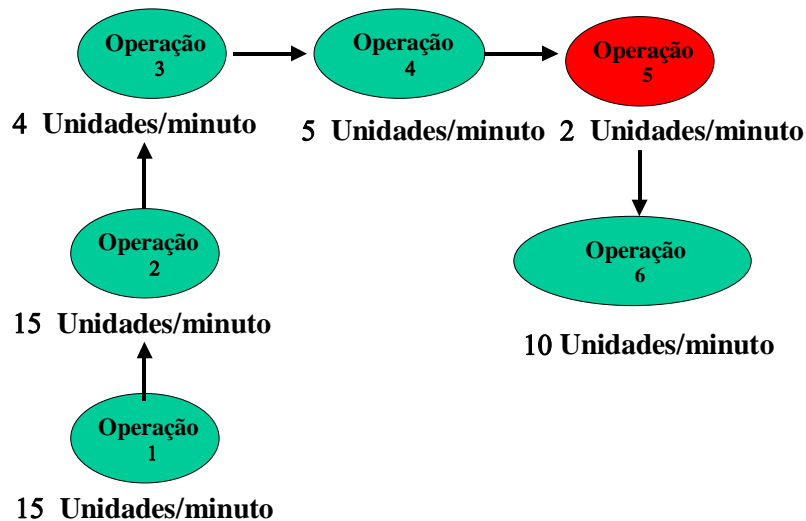 Operação
3
Operação
4
Operação
5
4 Unidades/minuto
5 Unidades/minuto
2 Unidades/minuto
Operação
2
Operação
6
15 Unidades/minuto
10 Unidades/minuto
Operação
1
15 Unidades/minuto